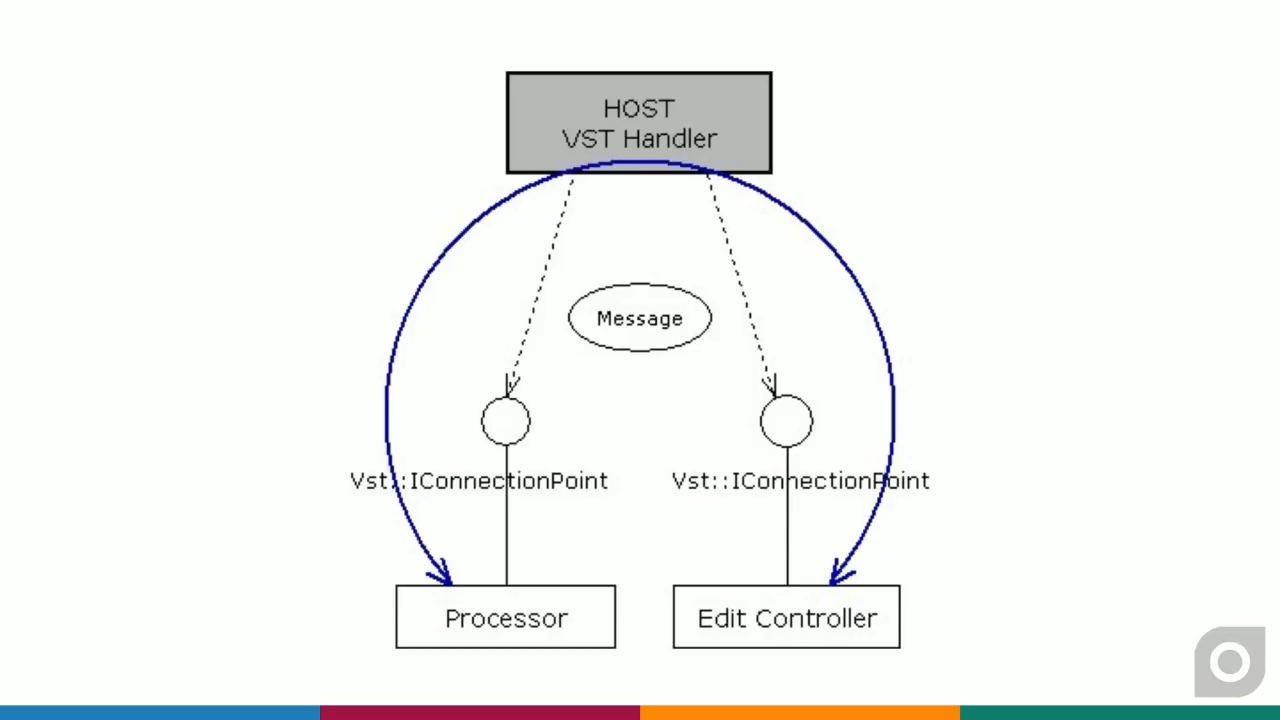 HOST
VST Handler
Message
Vst::IConnectionPoint
Vst::IConnectionPoint
Processor
Edit Controller